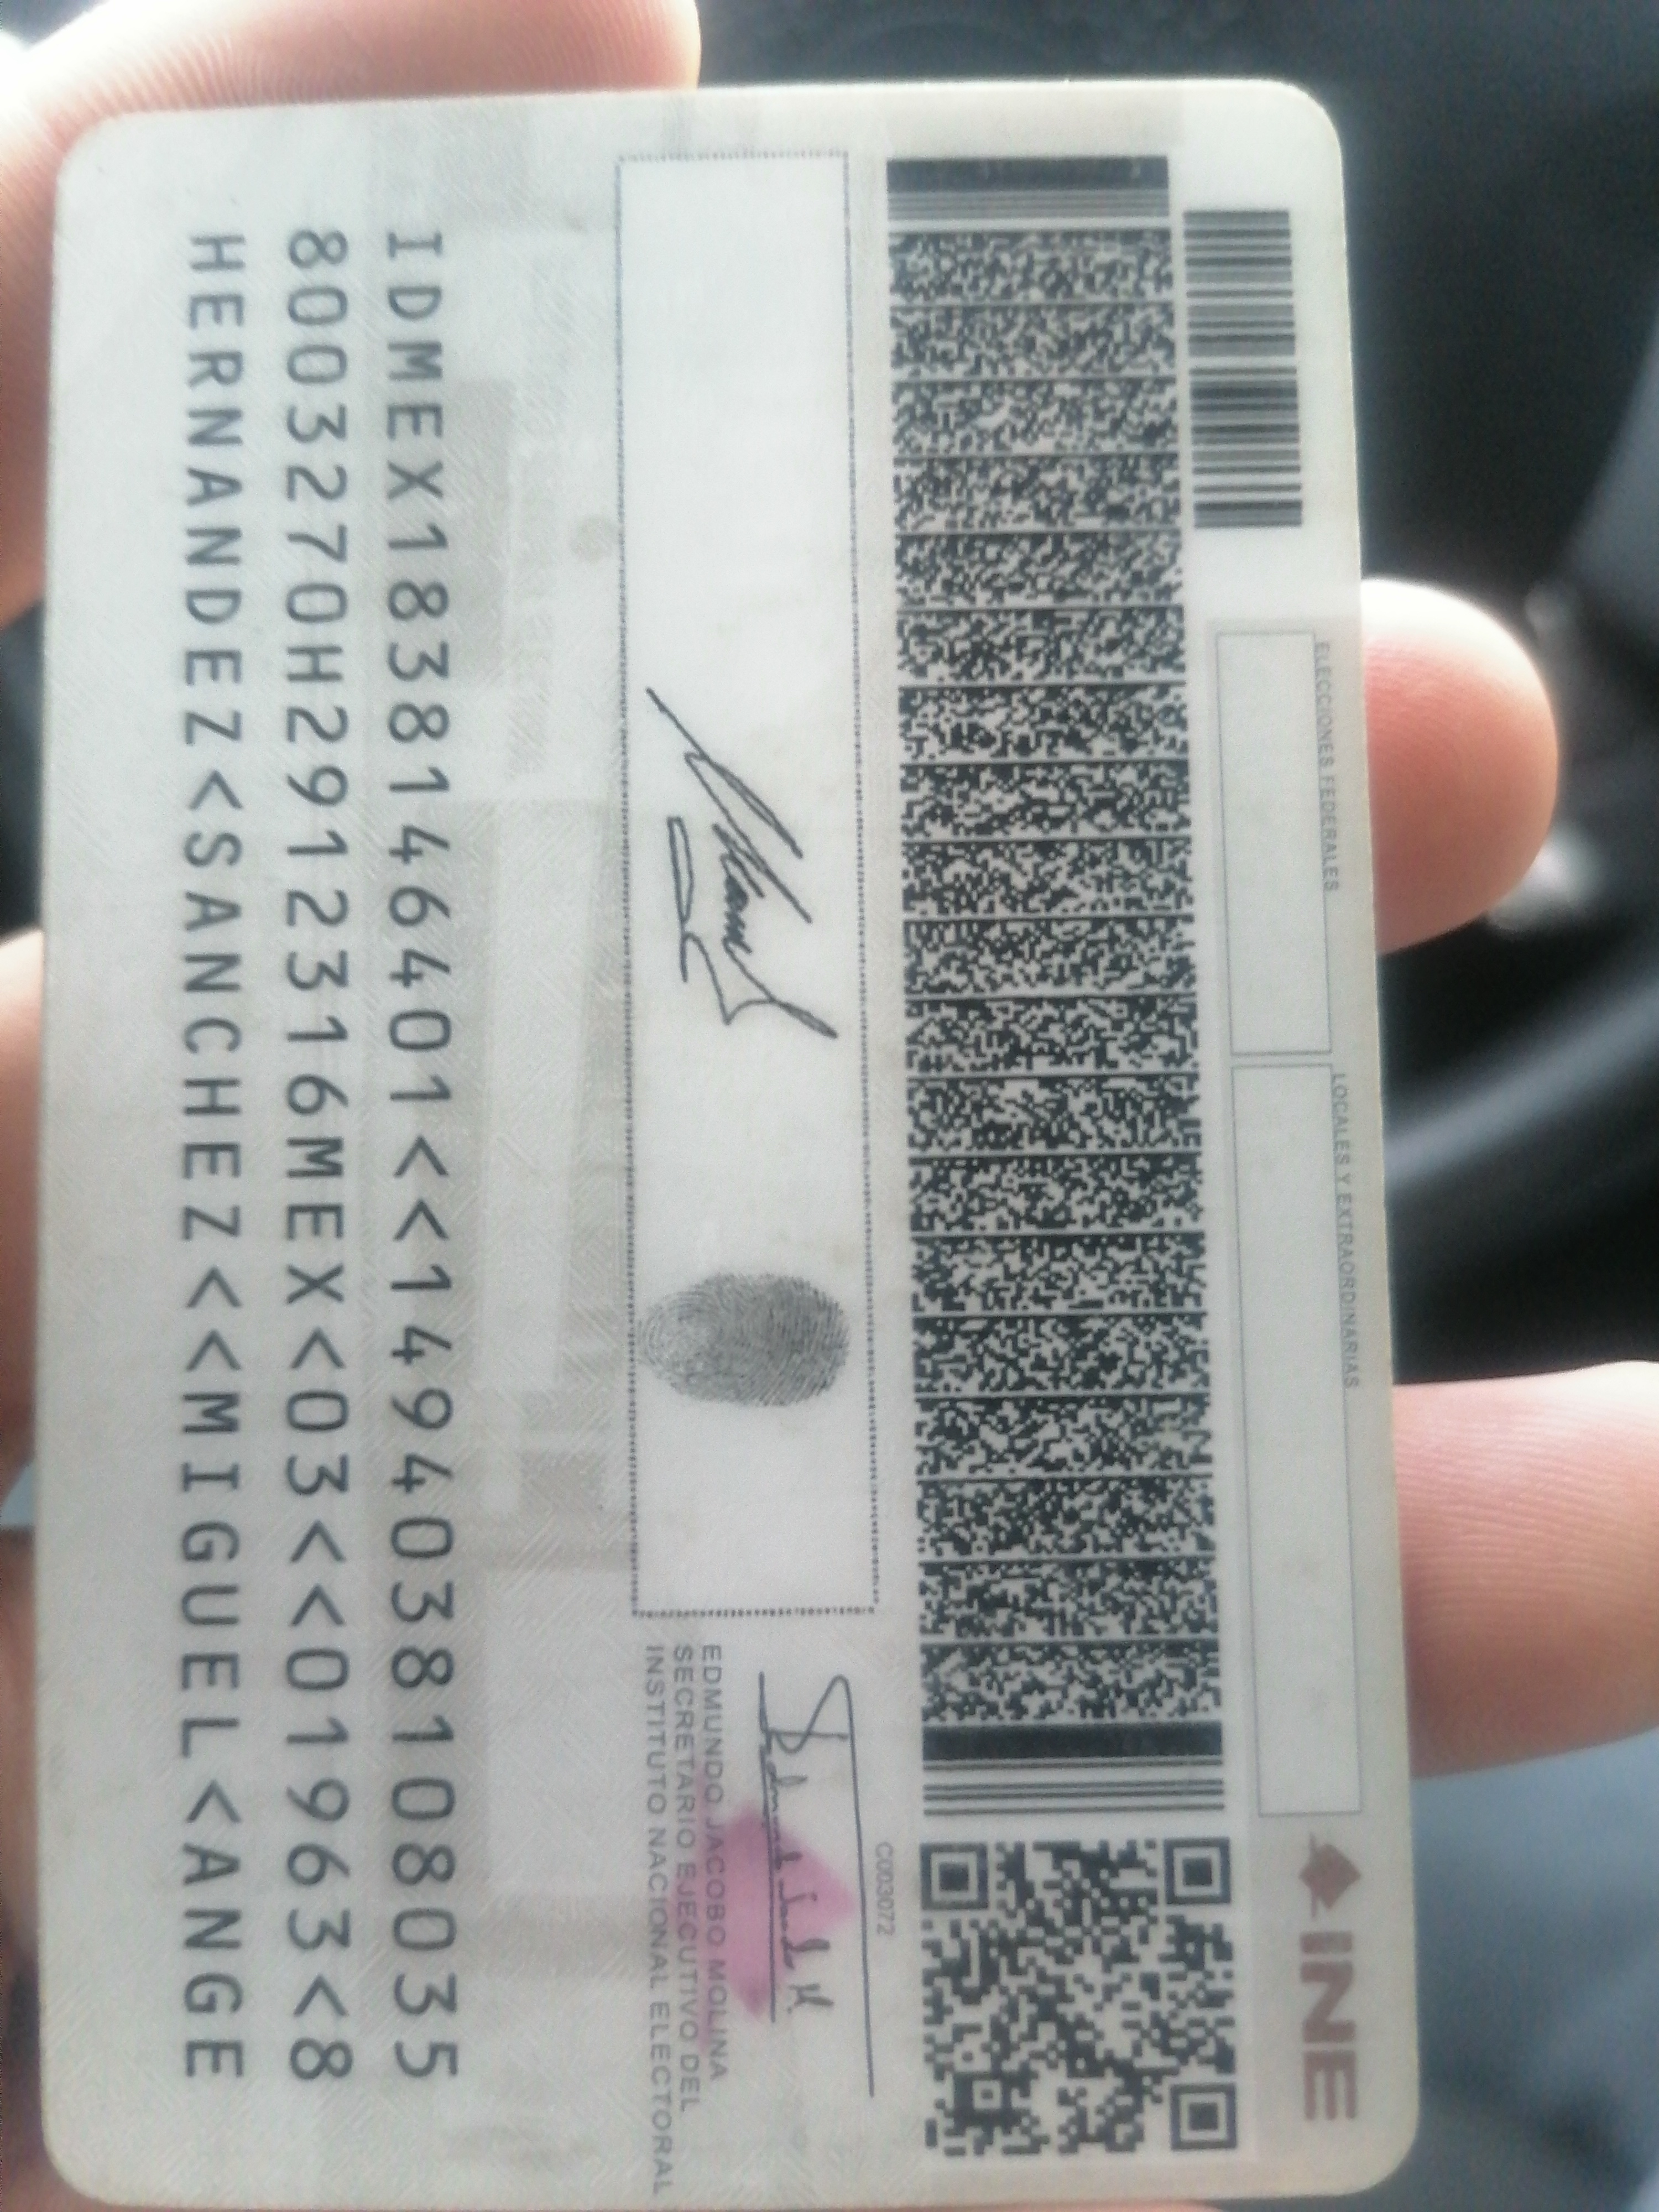 ELECCIONES FEDERALES
LOCALES Y EXTRAORDINARIAS
INE
C003072
EDMUNDO JACOBO MOLINA
SECRETARIO EJECUTIVO DEL
INSTITUTO NACIONAL ELECTORAL
IDMEX1838146401<<1494038108035
8003270H2912316MEX<03<<01963<8
HERNANDEZ<SANCHEZ<<MIGUEL<ANGE